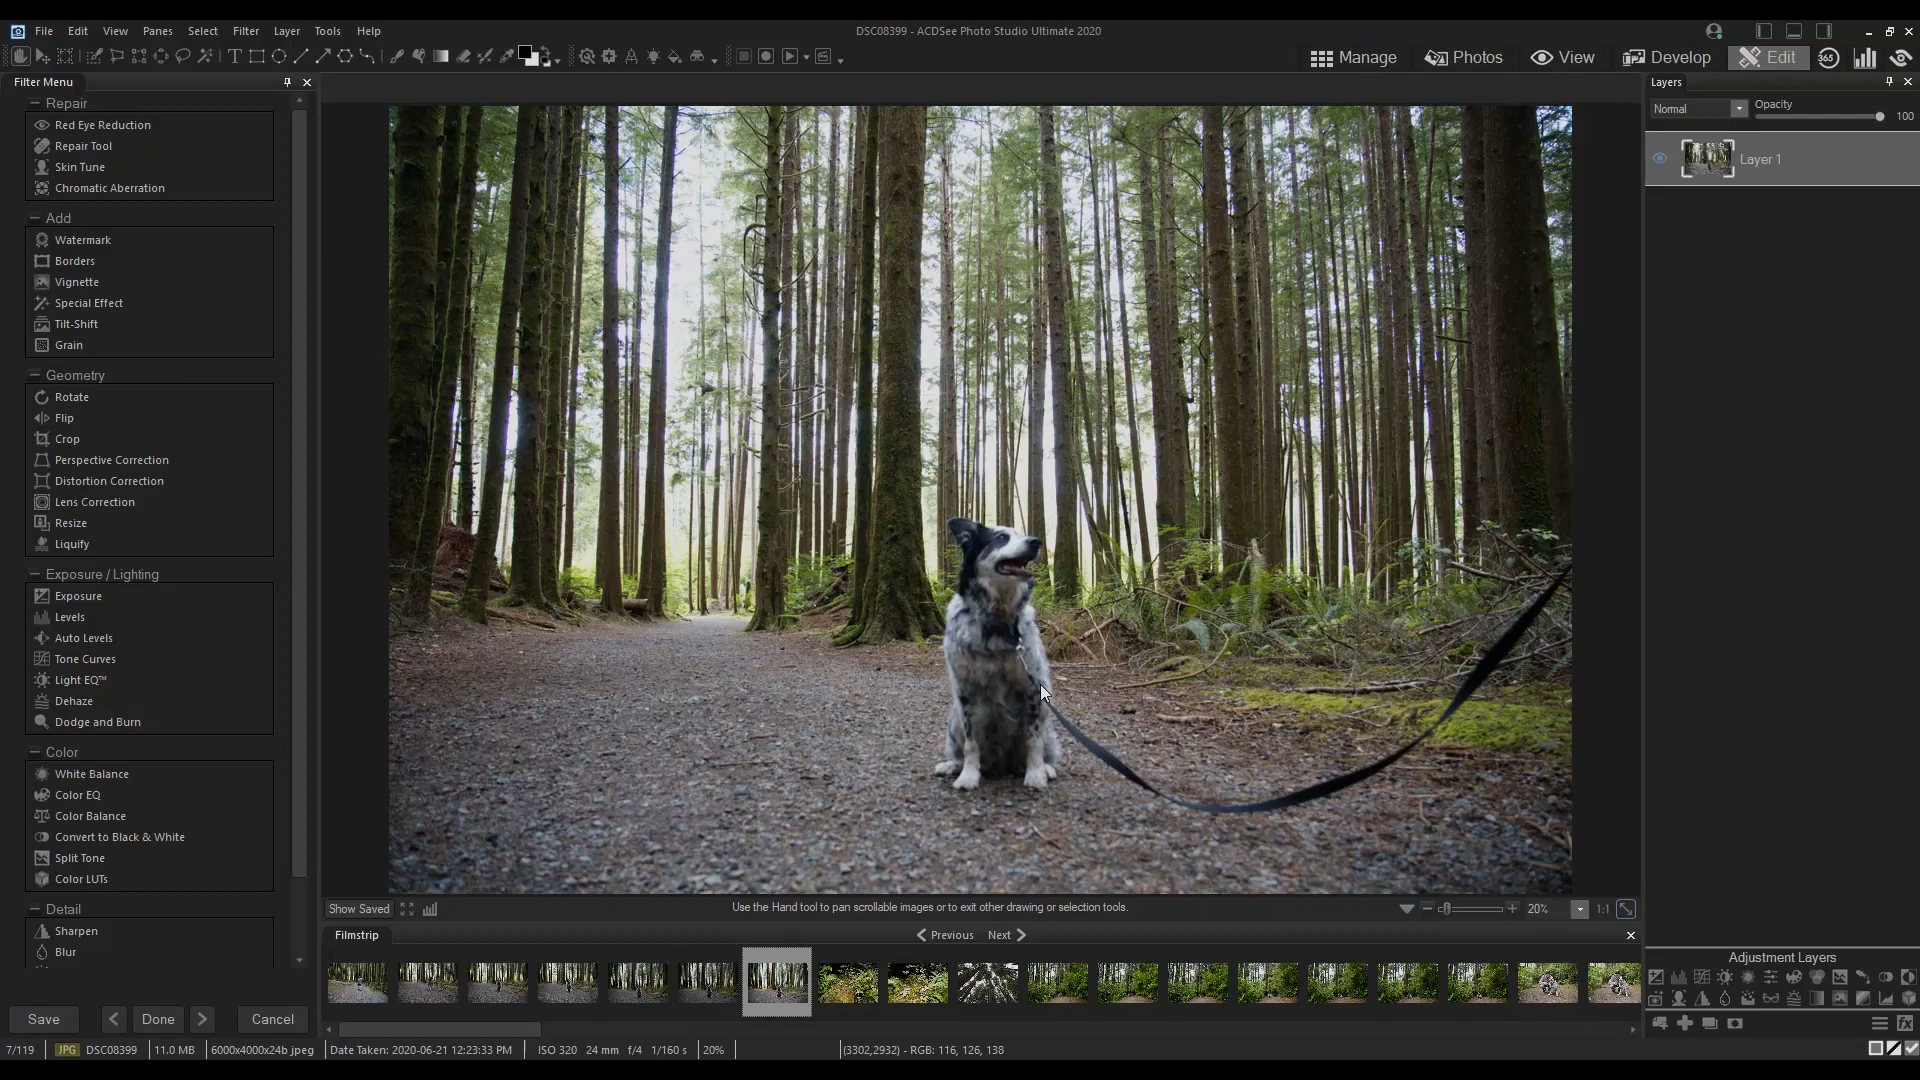 File Edit View Panes Select Filter Layer Tools Help
DSC08399 - ACDSee Photo Studio Ultimate 2020
Manage Photos View Develop Edit 365
Filter Menu
Repair
Red Eye Reduction
Repair Tool
Skin Tune
Chromatic Aberration
Add
Watermark
Borders
Vignette
Special Effect
Tilt-Shift
Grain
Geometry
Rotate
Flip
Crop
Perspective Correction
Distortion Correction
Lens Correction
Resize
Liquify
Exposure / Lighting
Exposure
Levels
Auto Levels
Tone Curves
Light EQ™
Dehaze
Dodge and Burn
Color
White Balance
Color EQ
Color Balance
Convert to Black & White
Split Tone
Color LUTs
Detail
Sharpen
Blur
Save Done Cancel
Show Saved
Use the Hand tool to pan scrollable images or to exit other drawing or selection tools.
20% 1:1
Filmstrip
Previous Next
Layers
Normal
Opacity
100
Layer 1
Adjustment Layers
fx
7/119 JPG DSC08399 11.0 MB 6000x4000x24b jpeg Date Taken: 2020-06-21 12:23:33 PM ISO 320 24 mm f/4 1/160 s 20% (3302,2932) - RGB: 116, 126, 138